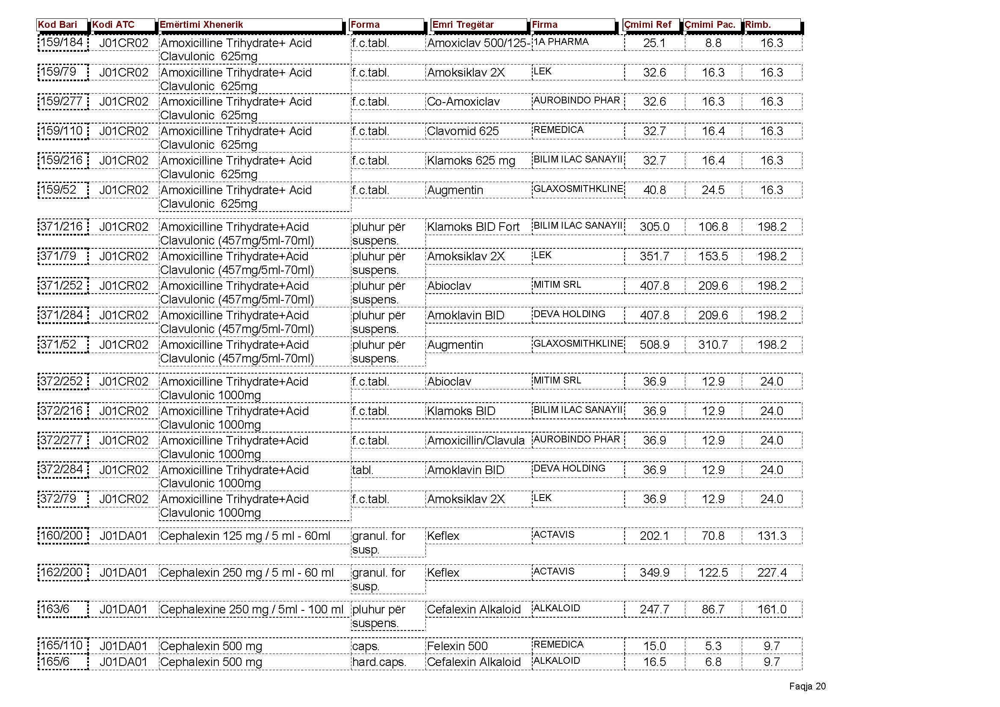 Kod Bari Kodi ATC Emërtimi Xhenerik Forma Emri Tregëtar Firma Çmimi Ref Çmimi Pac. Rimb.
159/184 J01CR02 Amoxicilline Trihydrate+ Acid f.c.tabl. Amoxiclav 500/125- 1A PHARMA 25.1 8.8 16.3
Clavulonic 625mg
159/79 J01CR02 Amoxicilline Trihydrate+ Acid f.c.tabl. Amoksiklav 2X LEK 32.6 16.3 16.3
Clavulonic 625mg
159/277 J01CR02 Amoxicilline Trihydrate+ Acid f.c.tabl. Co-Amoxiclav AUROBINDO PHAR 32.6 16.3 16.3
Clavulonic 625mg
159/110 J01CR02 Amoxicilline Trihydrate+ Acid f.c.tabl. Clavomid 625 REMEDICA 32.7 16.4 16.3
Clavulonic 625mg
159/216 J01CR02 Amoxicilline Trihydrate+ Acid f.c.tabl. Klamoks 625 mg BILIM ILAC SANAYII 32.7 16.4 16.3
Clavulonic 625mg
159/52 J01CR02 Amoxicilline Trihydrate+ Acid f.c.tabl. Augmentin GLAXOSMITHKLINE 40.8 24.5 16.3
Clavulonic 625mg
371/216 J01CR02 Amoxicilline Trihydrate+Acid pluhur për Klamoks BID Fort BILIM ILAC SANAYII 305.0 106.8 198.2
Clavulonic (457mg/5ml-70ml) suspens.
371/79 J01CR02 Amoxicilline Trihydrate+Acid pluhur për Amoksiklav 2X LEK 351.7 153.5 198.2
Clavulonic (457mg/5ml-70ml) suspens.
371/252 J01CR02 Amoxicilline Trihydrate+Acid pluhur për Abioclav MITIM SRL 407.8 209.6 198.2
Clavulonic (457mg/5ml-70ml) suspens.
371/284 J01CR02 Amoxicilline Trihydrate+Acid pluhur për Amoklavin BID DEVA HOLDING 407.8 209.6 198.2
Clavulonic (457mg/5ml-70ml) suspens.
371/52 J01CR02 Amoxicilline Trihydrate+Acid pluhur për Augmentin GLAXOSMITHKLINE 508.9 310.7 198.2
Clavulonic (457mg/5ml-70ml) suspens.
372/252 J01CR02 Amoxicilline Trihydrate+Acid f.c.tabl. Abioclav MITIM SRL 36.9 12.9 24.0
Clavulonic 1000mg
372/216 J01CR02 Amoxicilline Trihydrate+Acid f.c.tabl. Klamoks BID BILIM ILAC SANAYII 36.9 12.9 24.0
Clavulonic 1000mg
372/277 J01CR02 Amoxicilline Trihydrate+Acid f.c.tabl. Amoxicillin/Clavula AUROBINDO PHAR 36.9 12.9 24.0
Clavulonic 1000mg
372/284 J01CR02 Amoxicilline Trihydrate+Acid tabl. Amoklavin BID DEVA HOLDING 36.9 12.9 24.0
Clavulonic 1000mg
372/79 J01CR02 Amoxicilline Trihydrate+Acid f.c.tabl. Amoksiklav 2X LEK 36.9 12.9 24.0
Clavulonic 1000mg
160/200 J01DA01 Cephalexin 125 mg / 5 ml - 60ml granul. for Keflex ACTAVIS 202.1 70.8 131.3
susp.
162/200 J01DA01 Cephalexin 250 mg / 5 ml - 60 ml granul. for Keflex ACTAVIS 349.9 122.5 227.4
susp.
163/6 J01DA01 Cephalexine 250 mg / 5ml - 100 ml pluhur për Cefalexin Alkaloid ALKALOID 247.7 86.7 161.0
suspens.
165/110 J01DA01 Cephalexin 500 mg caps. Felexin 500 REMEDICA 15.0 5.3 9.7
165/6 J01DA01 Cephalexin 500 mg hard.caps. Cefalexin Alkaloid ALKALOID 16.5 6.8 9.7
Faqja 20